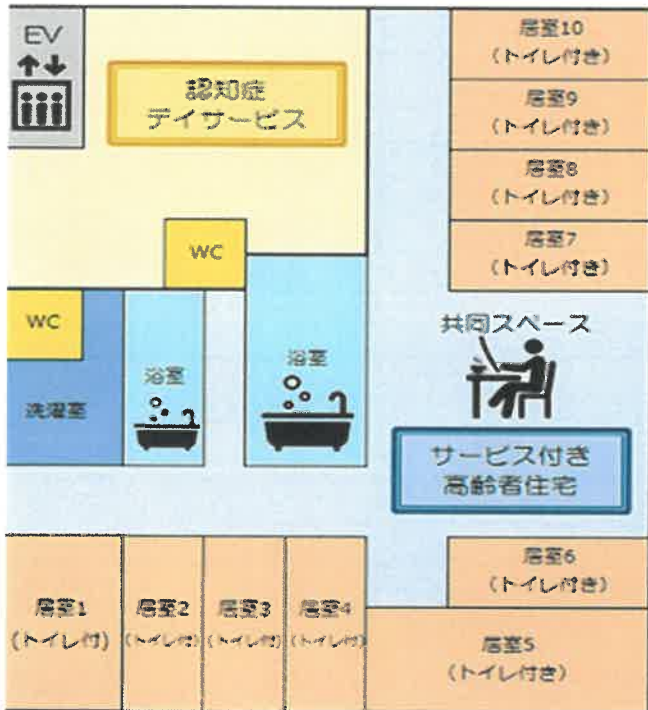 EV
認知症
デイサービス
WC
WC
洗濯室
浴室
浴室
居室10
(トイレ付き)
居室9
(トイレ付き)
居室8
(トイレ付き)
居室7
(トイレ付き)
共同スペース
サービス付き
高齢者住宅
居室1
(トイレ付)
居室2
(トイレ付)
居室3
(トイレ付)
居室4
(トイレ付)
居室6
(トイレ付き)
居室5
(トイレ付き)